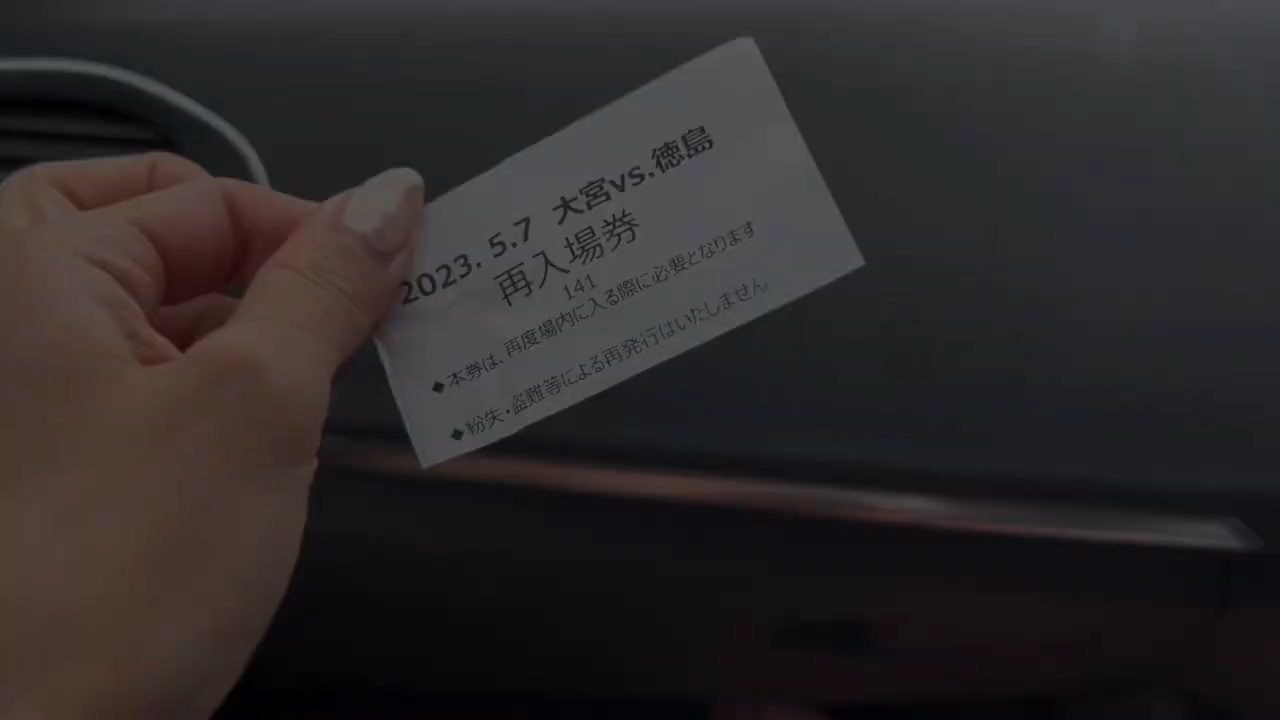 2023. 5.7 大宮vs.徳島
再入場券
141
◆本券は、再度場内に入る際に必要となります
◆紛失・盗難等による再発行はいたしません